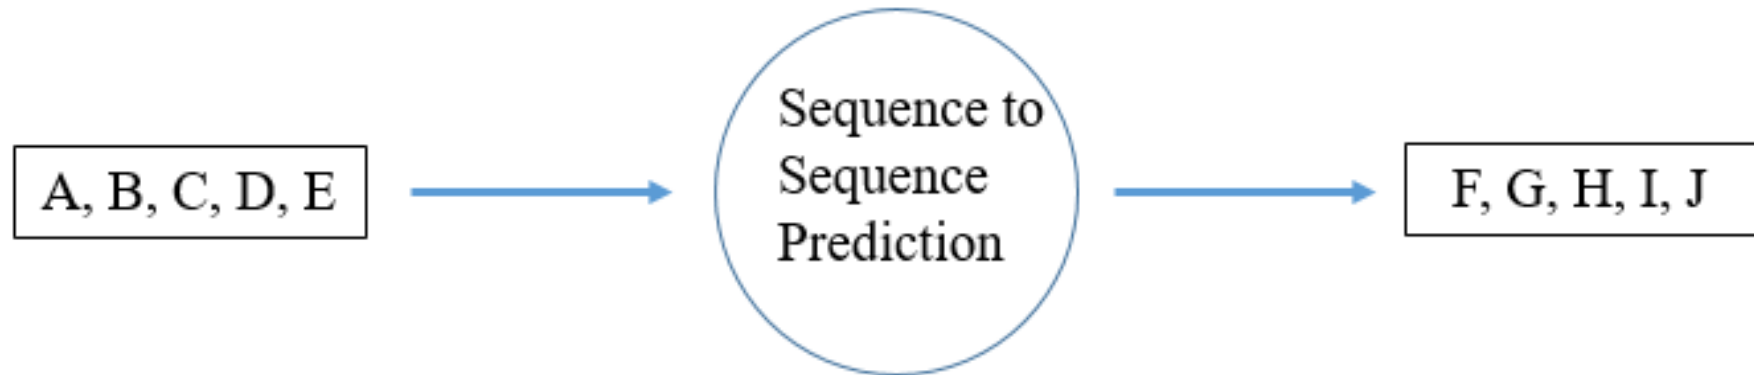 A, B, C, D, E
Sequence to
Sequence
Prediction
F, G, H, I, J